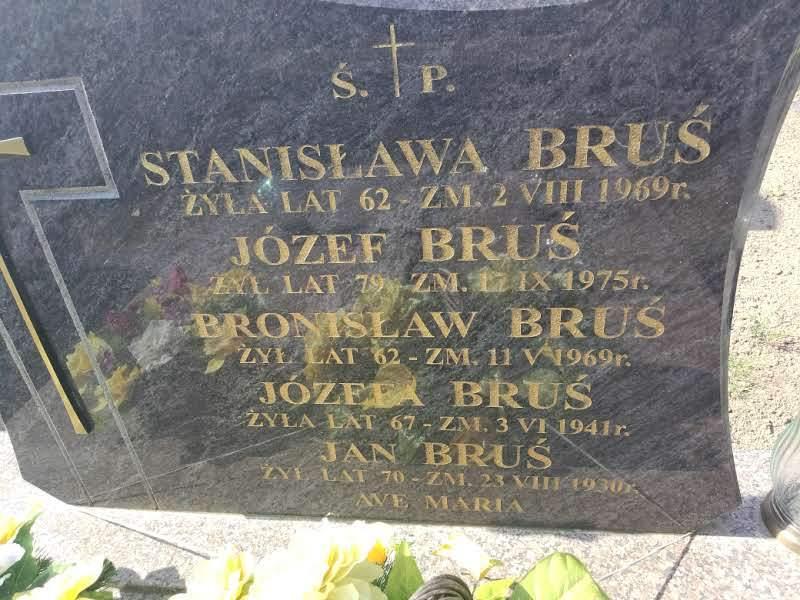 Ś. P.
STANISŁAWA BRUŚ
ŻYŁA LAT 62 - ZM. 2 VIII 1969r.
JÓZEF BRUŚ
ŻYŁ LAT 79 - ZM. 17 IX 1975r.
BRONISŁAW BRUŚ
ŻYŁ LAT 62 - ZM. 11 V 1969r.
JÓZEFA BRUŚ
ŻYŁA LAT 67 - ZM. 3 VI 1941r.
JAN BRUŚ
ŻYŁ LAT 70 - ZM. 23 VIII 1930r.
AVE MARIA